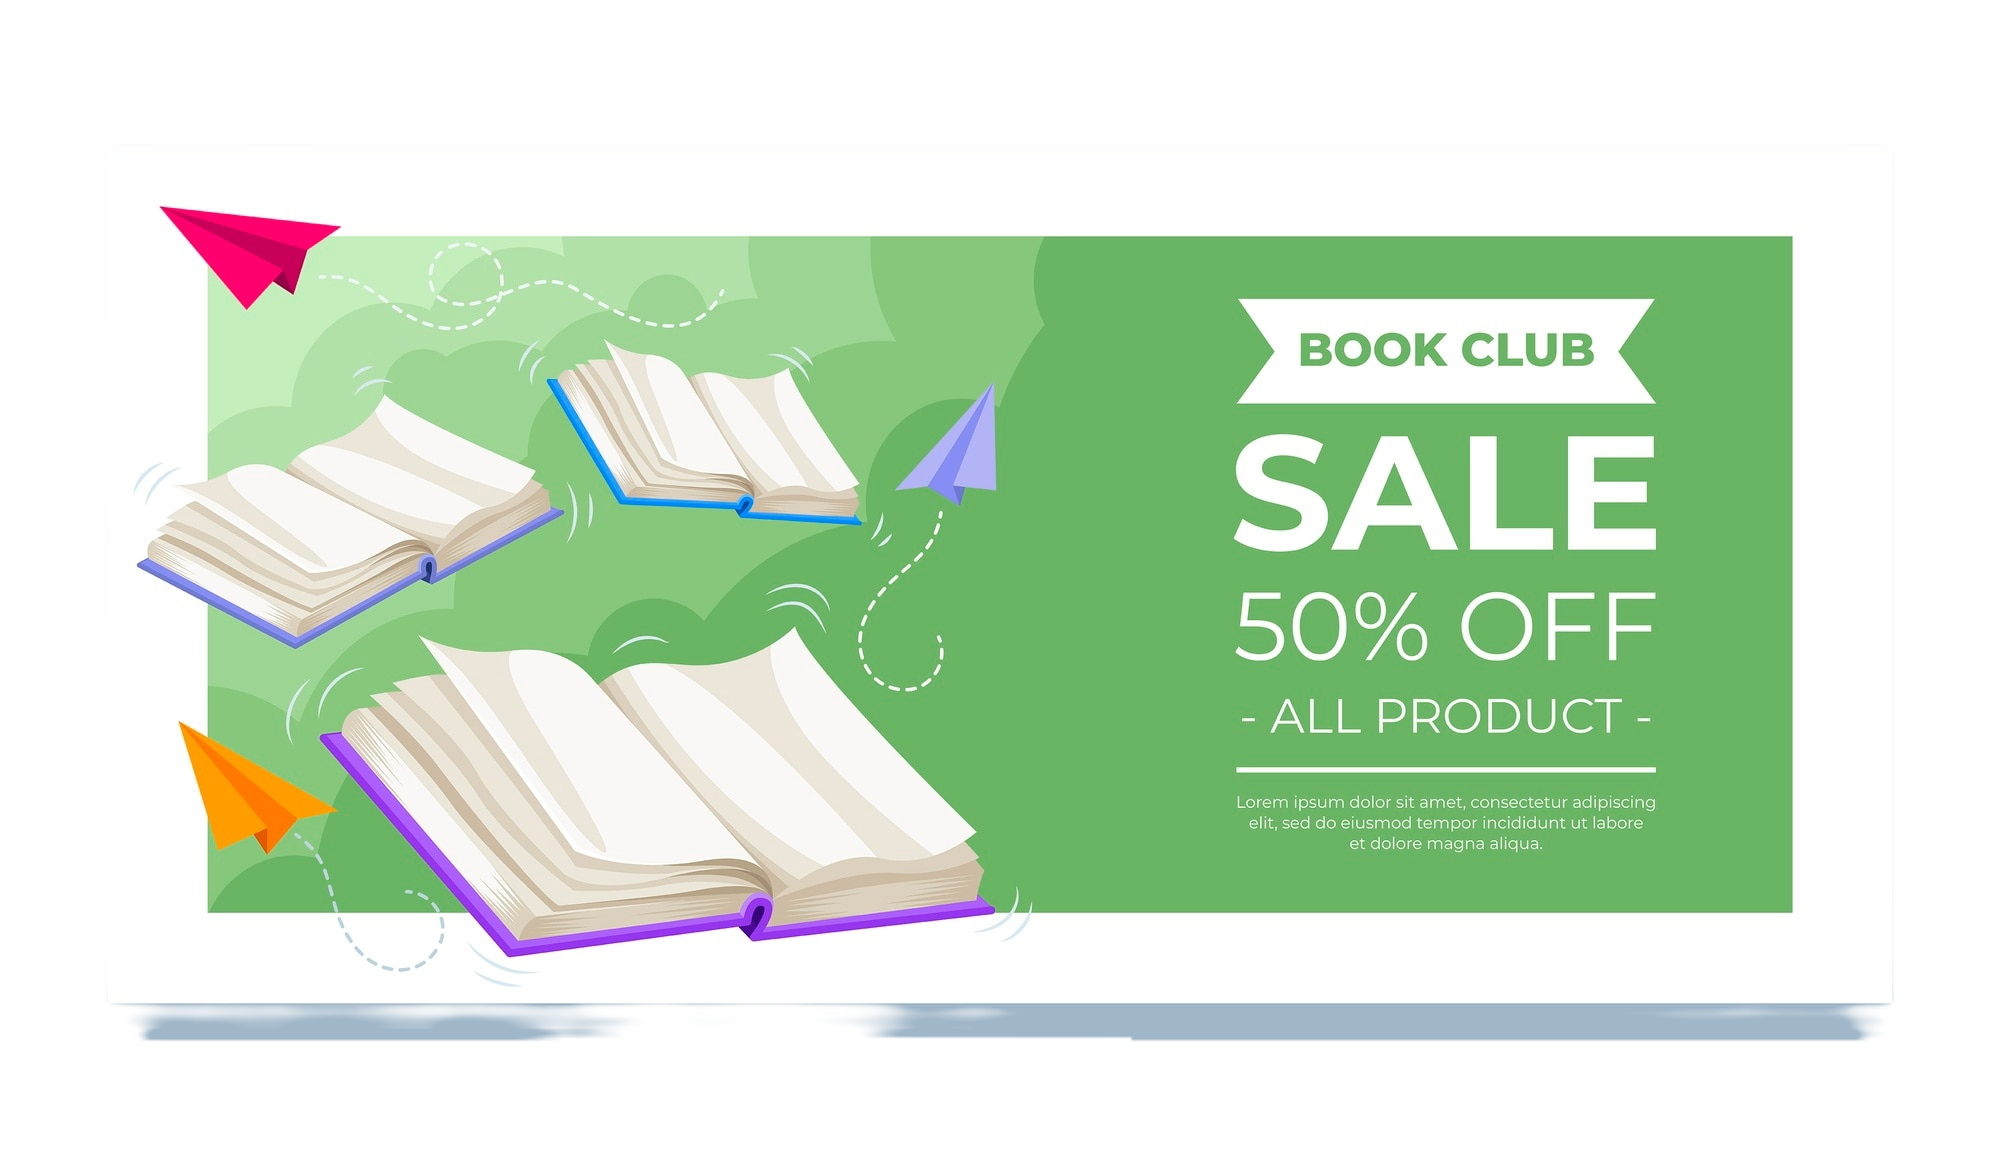 BOOK CLUB
SALE
50% OFF
- ALL PRODUCT -
Lorem ipsum dolor sit amet, consectetur adipiscing
elit, sed do eiusmod tempor incididunt ut labore
et dolore magna aliqua.